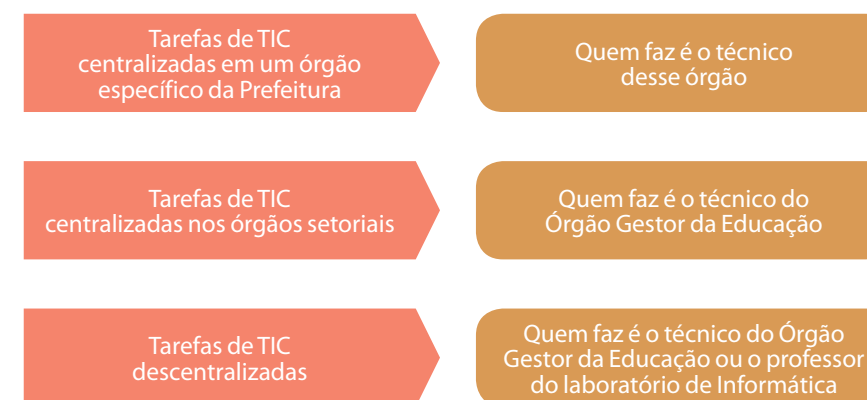 Tarefas de TIC
centralizadas em um órgão
específico da Prefeitura
Quem faz é o técnico
desse órgão
Tarefas de TIC
centralizadas nos órgãos setoriais
Quem faz é o técnico do
Órgão Gestor da Educação
Tarefas de TIC
descentralizadas
Quem faz é o técnico do Órgão
Gestor da Educação ou o professor
do laboratório de Informática